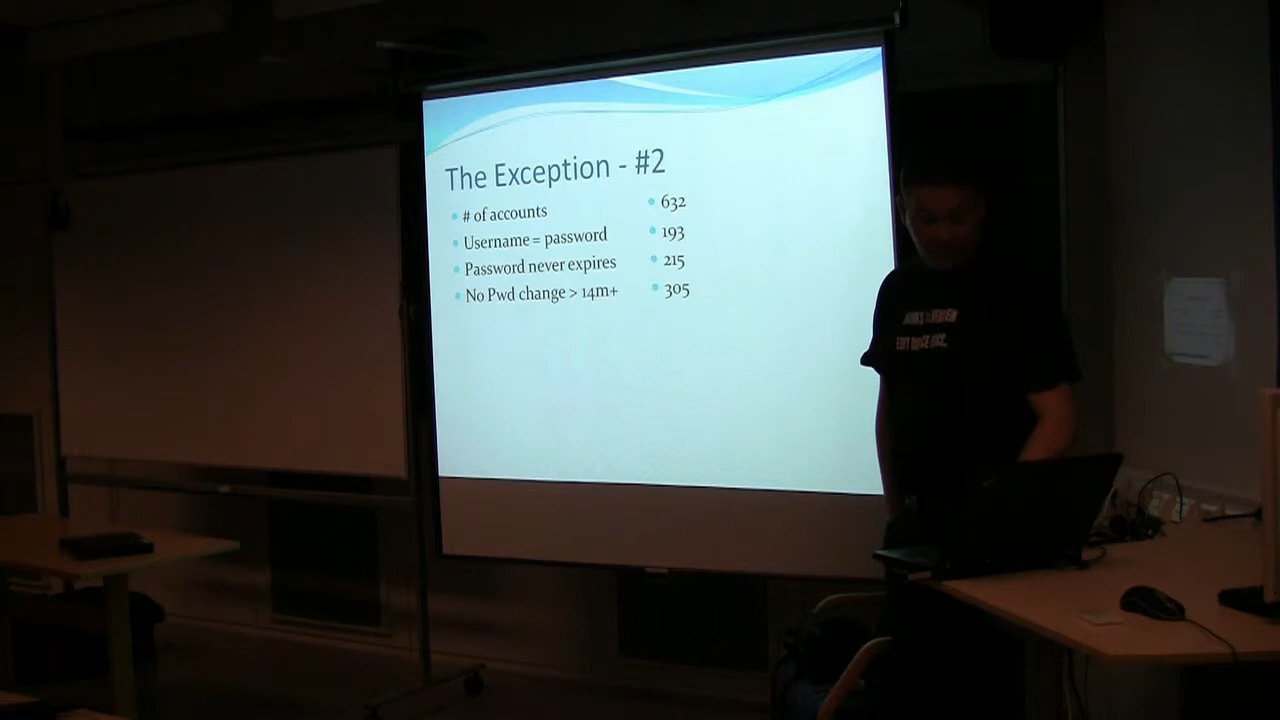 The Exception - #2
# of accounts
632
Username = password
193
Password never expires
215
No Pwd change > 14m+
305